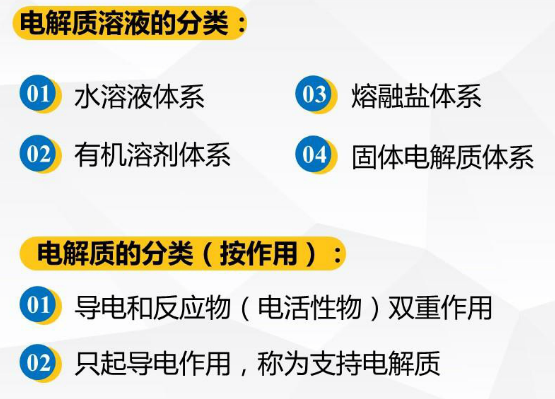 电解质溶液的分类：
01 水溶液体系
03 熔融盐体系
02 有机溶剂体系
04 固体电解质体系
电解质的分类（按作用）：
01 导电和反应物（电活性物）双重作用
02 只起导电作用，称为支持电解质